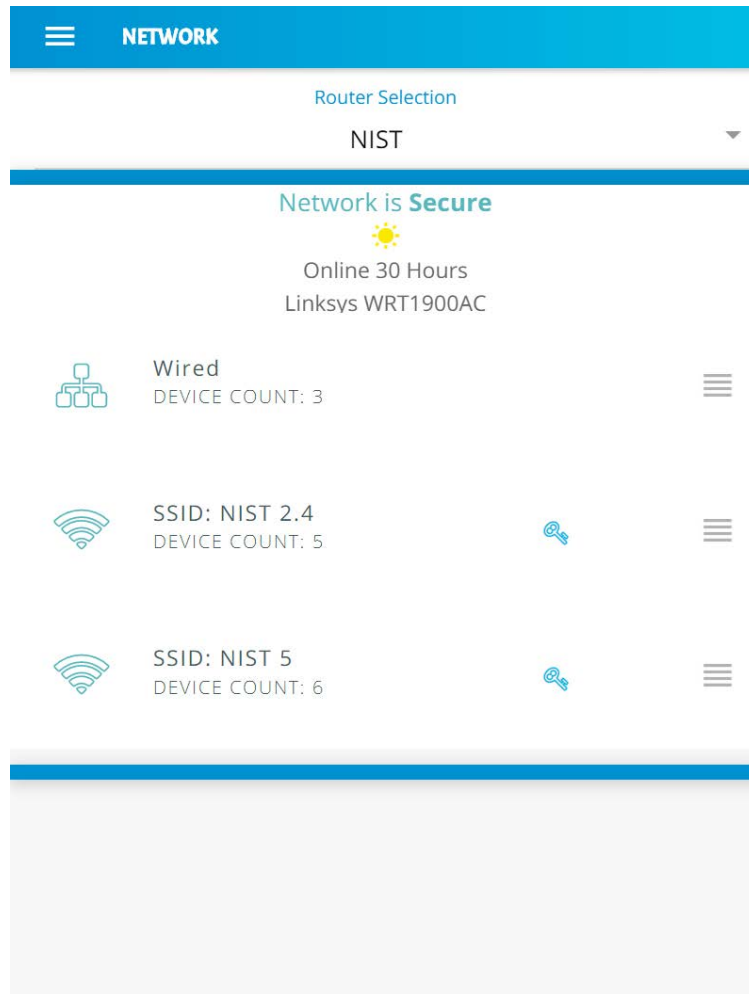 NETWORK
Router Selection
NIST
Network is Secure
Online 30 Hours
Linksys WRT1900AC
Wired
DEVICE COUNT: 3
SSID: NIST 2.4
DEVICE COUNT: 5
SSID: NIST 5
DEVICE COUNT: 6